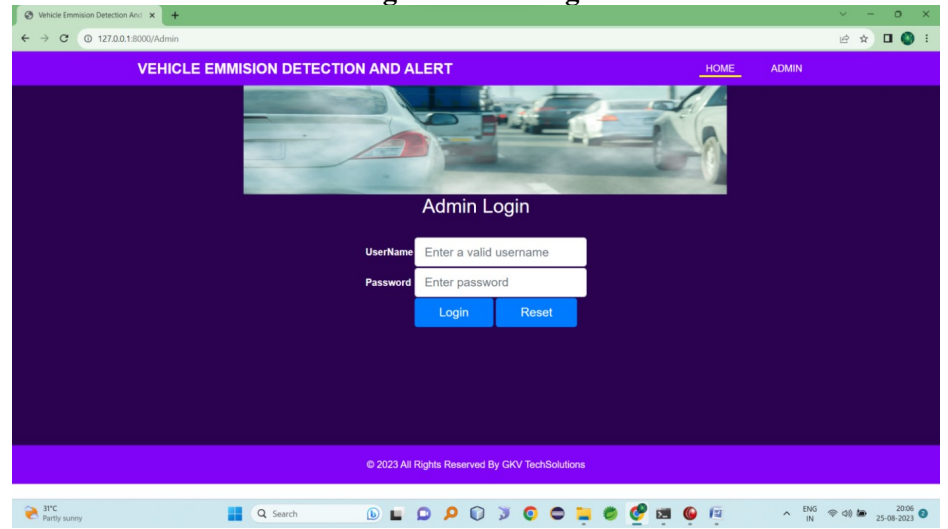 Vehicle Emmision Detection And
127.0.0.1:8000/Admin
VEHICLE EMMISION DETECTION AND ALERT
HOME
ADMIN
Admin Login
UserName
Enter a valid username
Password
Enter password
Login
Reset
© 2023 All Rights Reserved By GKV TechSolutions
31°C
Partly sunny
Search
ENG
IN
20:06
25-08-2023
2